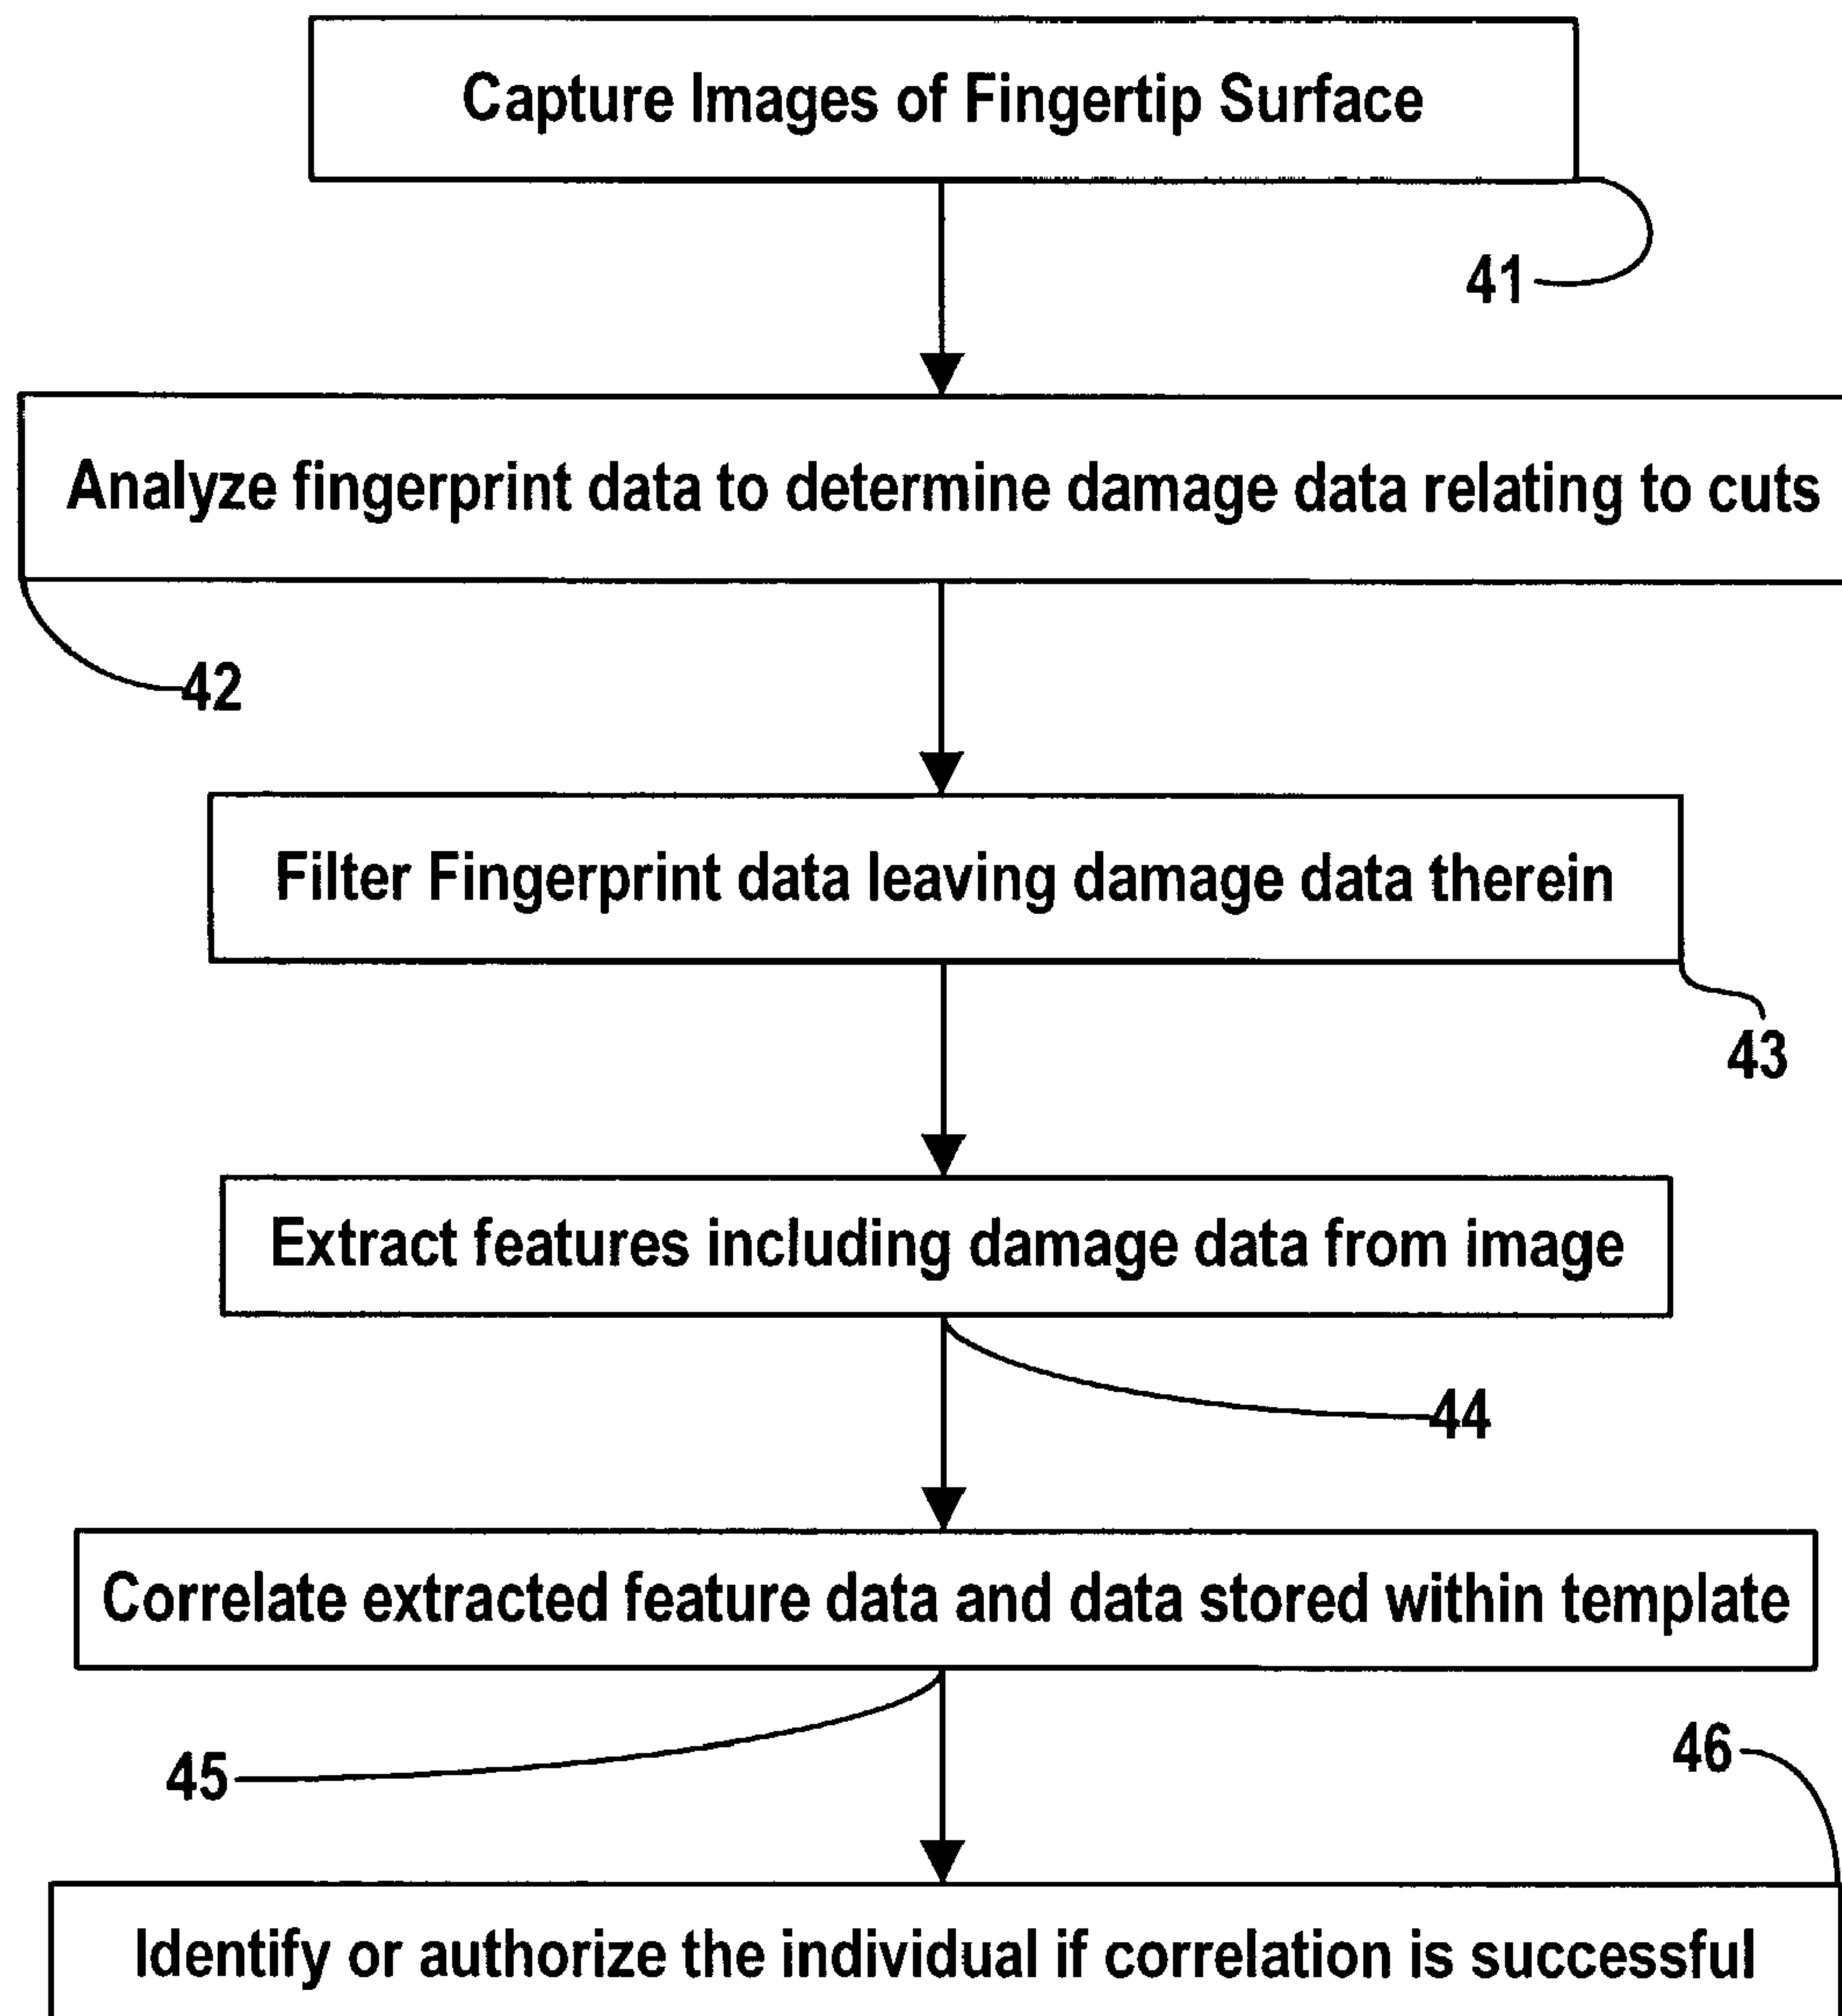 Capture Images of Fingertip Surface
41
Analyze fingerprint data to determine damage data relating to cuts
42
Filter Fingerprint data leaving damage data therein
43
Extract features including damage data from image
44
Correlate extracted feature data and data stored within template
45
46
Identify or authorize the individual if correlation is successful